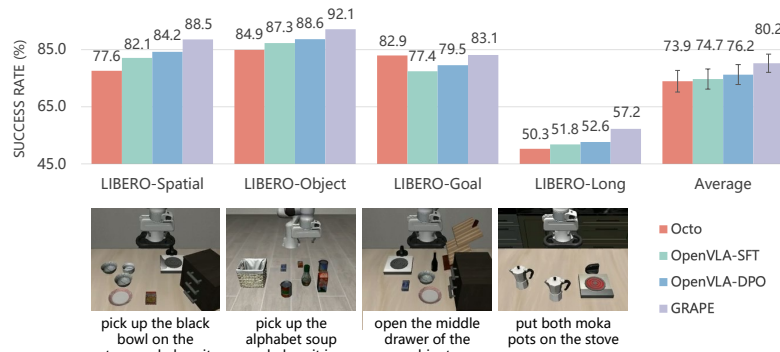 SUCCESS RATE (%)
85.0
65.0
45.0
77.6
82.1
84.2
88.5
84.9
87.3
88.6
92.1
82.9
77.4
79.5
83.1
50.3
51.8
52.6
57.2
73.9
74.7
76.2
80.2
LIBERO-Spatial
LIBERO-Object
LIBERO-Goal
LIBERO-Long
Average
Octo
OpenVLA-SFT
OpenVLA-DPO
GRAPE
pick up the black
bowl on the
pick up the
alphabet soup
open the middle
drawer of the
put both moka
pots on the stove